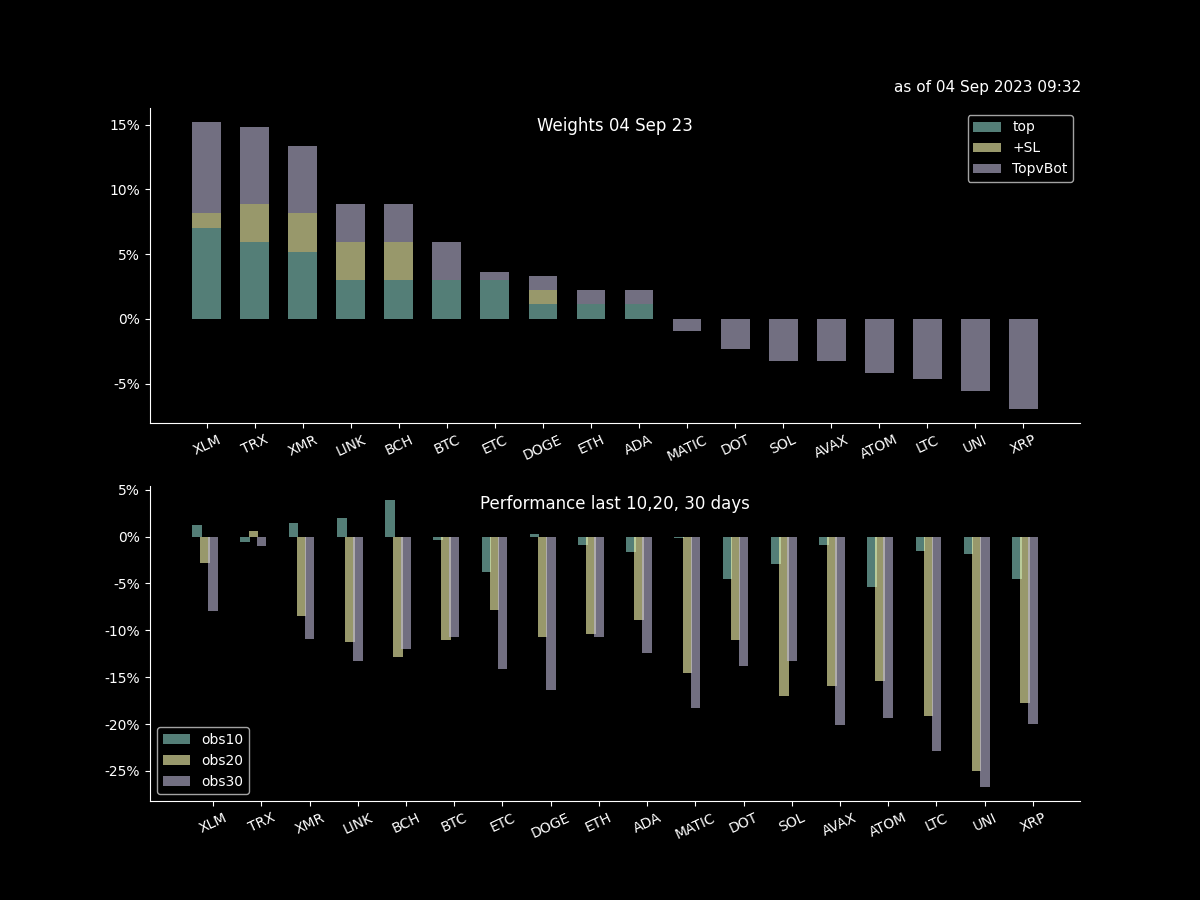 as of 04 Sep 2023 09:32
Weights 04 Sep 23
top
+SL
TopvBot
15%
10%
5%
0%
-5%
XLM TRX XMR LINK BCH BTC ETC DOGE ETH ADA MATIC DOT SOL AVAX ATOM LTC UNI XRP
Performance last 10,20, 30 days
5%
0%
-5%
-10%
-15%
-20%
-25%
obs10
obs20
obs30
XLM TRX XMR LINK BCH BTC ETC DOGE ETH ADA MATIC DOT SOL AVAX ATOM LTC UNI XRP